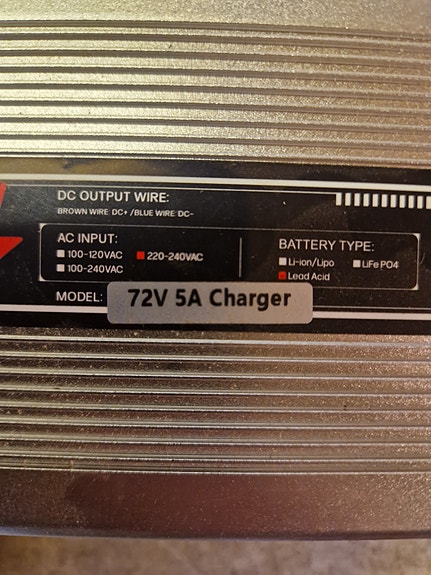 DC OUTPUT WIRE:
BROWN WIRE DC+ /BLUE WIRE DC-
AC INPUT:
100-120VAC 220-240VAC
100-240VAC
BATTERY TYPE:
Li-ion/Lipo LiFe PO4
Lead Acid
MODEL: 72V 5A Charger